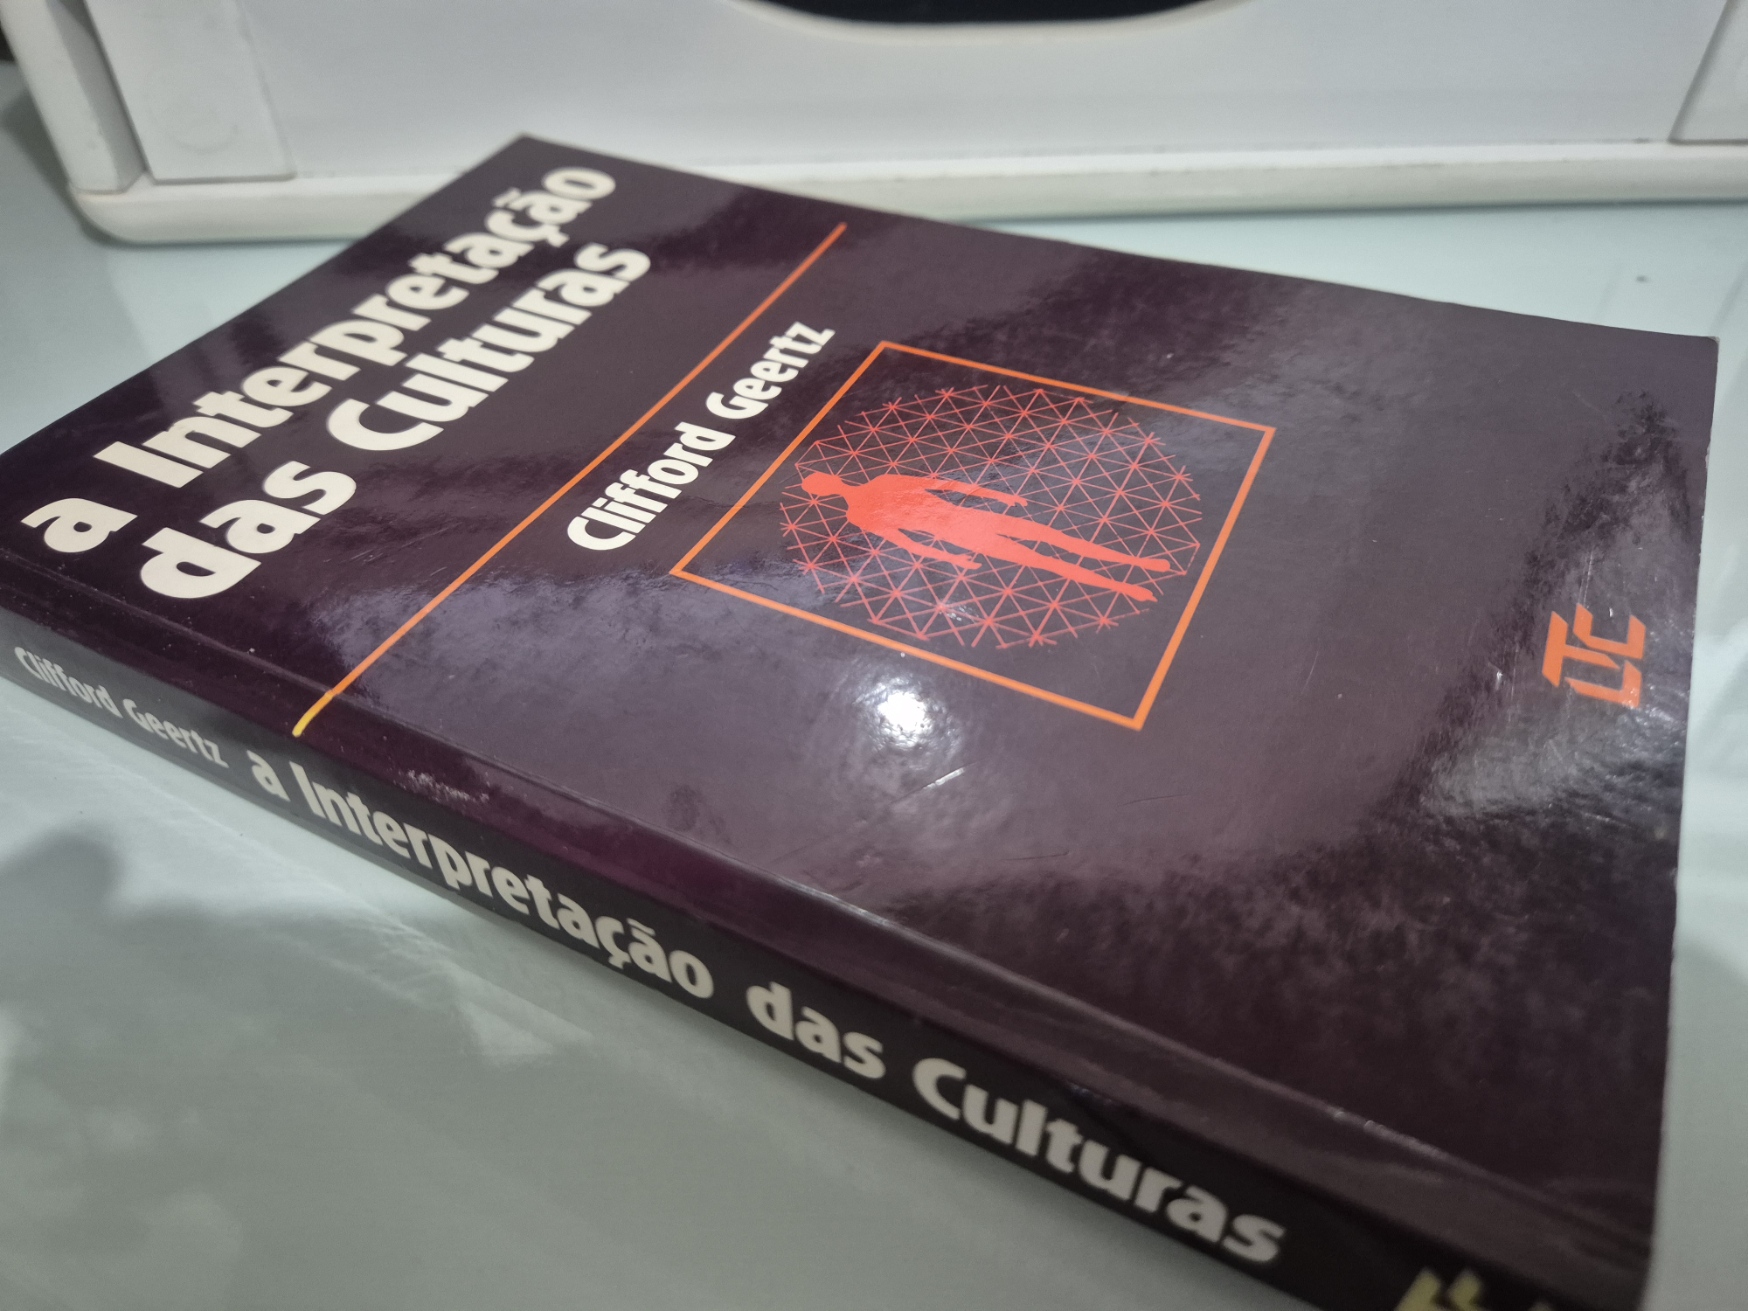 a Interpretação
das Culturas
Clifford Geertz
LTC
Clifford Geertz a Interpretação das Culturas